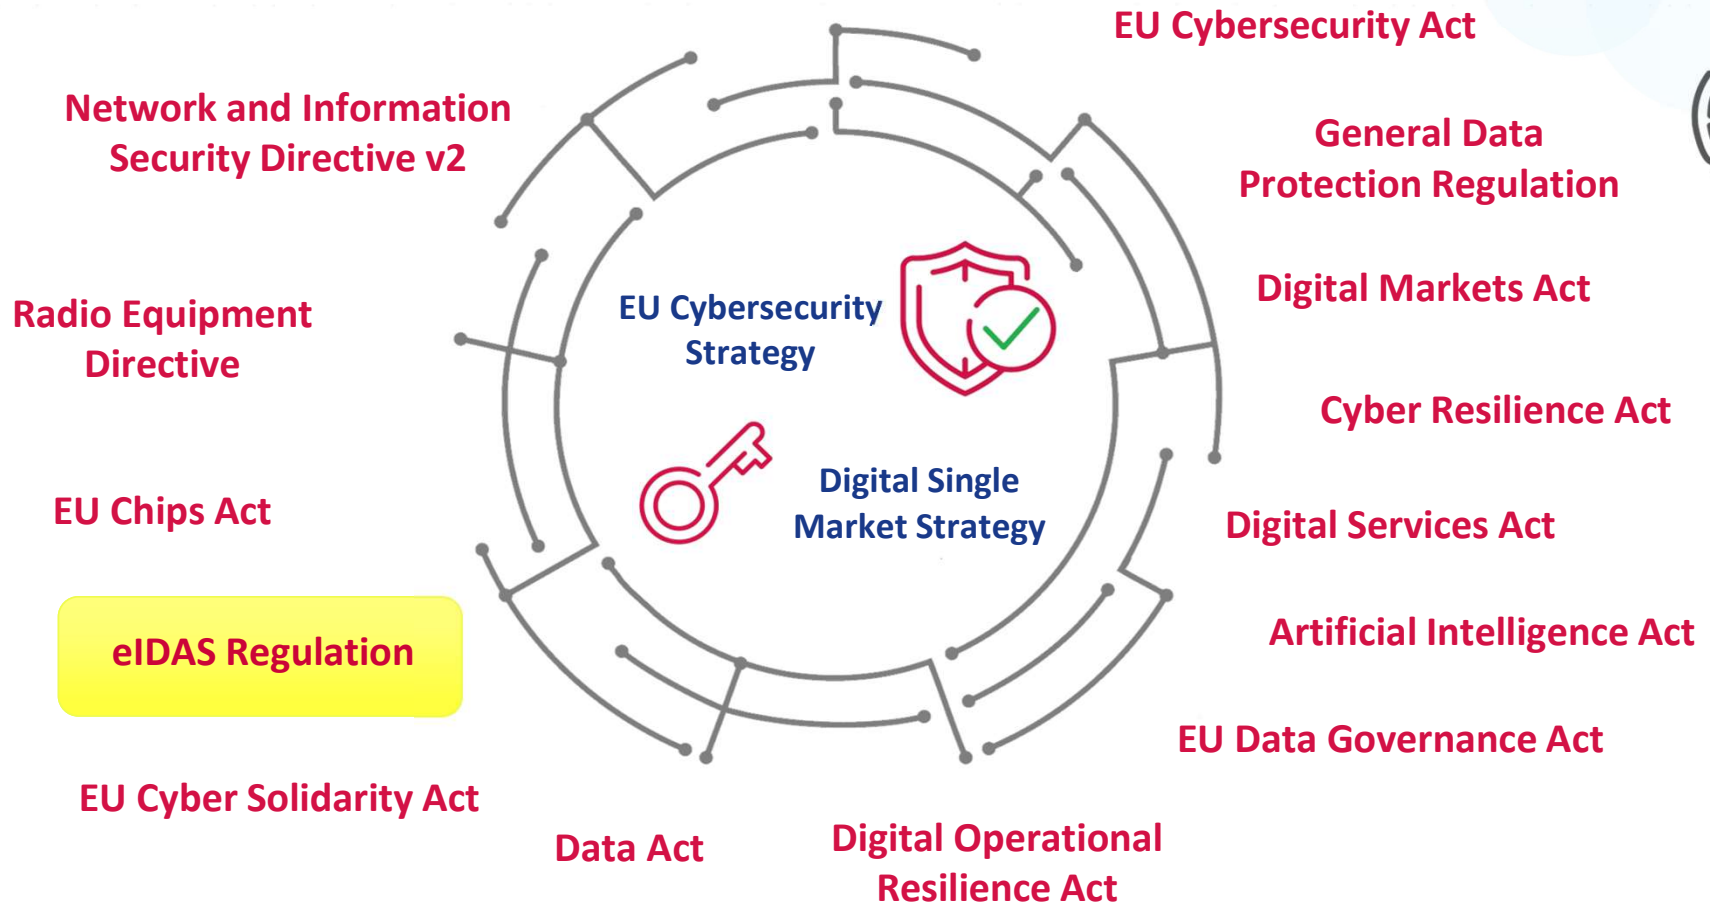 EU Cybersecurity Act
Network and Information
Security Directive v2
General Data
Protection Regulation
Digital Markets Act
Radio Equipment
Directive
EU Cybersecurity
Strategy
Cyber Resilience Act
Digital Single
Market Strategy
EU Chips Act
Digital Services Act
eIDAS Regulation
Artificial Intelligence Act
EU Data Governance Act
EU Cyber Solidarity Act
Data Act
Digital Operational
Resilience Act